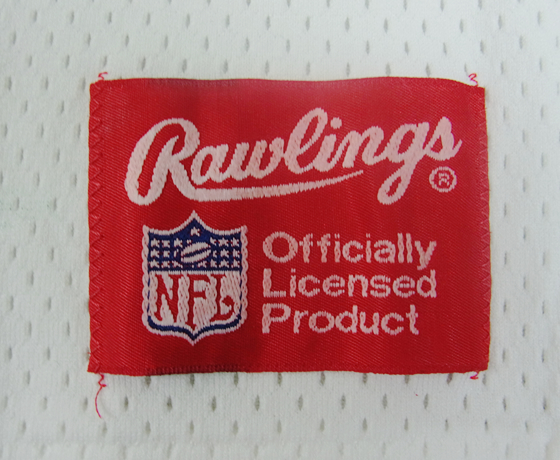 Rawlings®
NFL
Officially
Licensed
Product